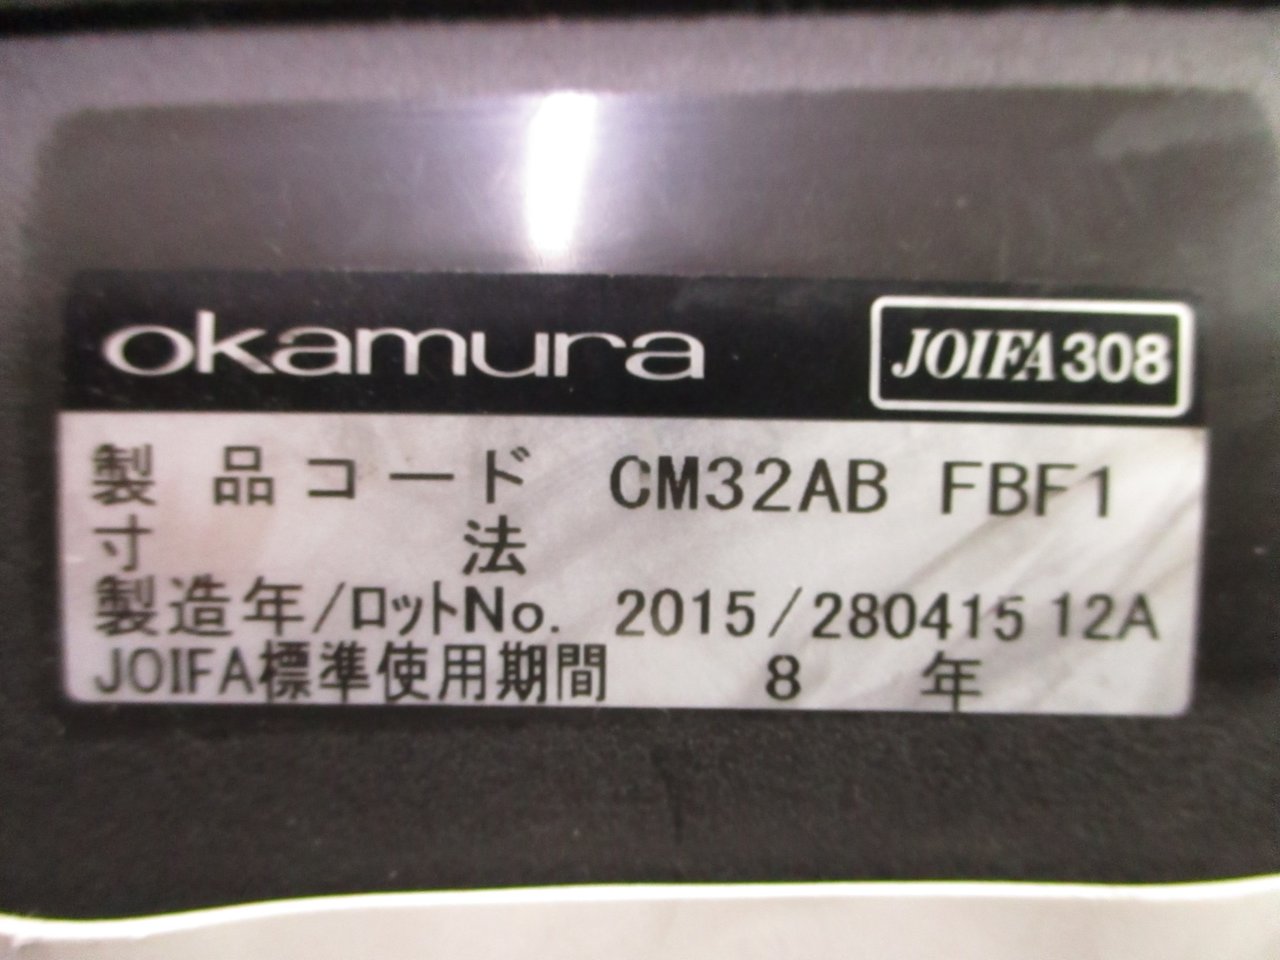 okamura JOIFA308
製品コード CM32AB FBF1
寸法
製造年/ロットNo. 2015/280415 12A
JOIFA標準使用期間 8 年